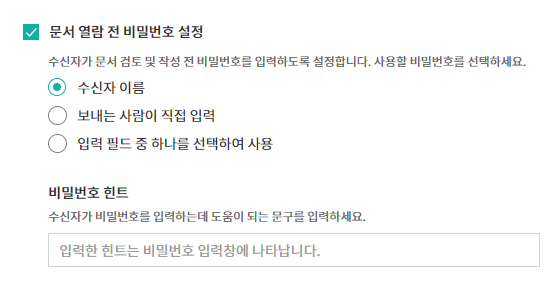 문서 열람 전 비밀번호 설정
수신자가 문서 검토 및 작성 전 비밀번호를 입력하도록 설정합니다. 사용할 비밀번호를 선택하세요.
수신자 이름
보내는 사람이 직접 입력
입력 필드 중 하나를 선택하여 사용
비밀번호 힌트
수신자가 비밀번호를 입력하는데 도움이 되는 문구를 입력하세요.
입력한 힌트는 비밀번호 입력창에 나타납니다.